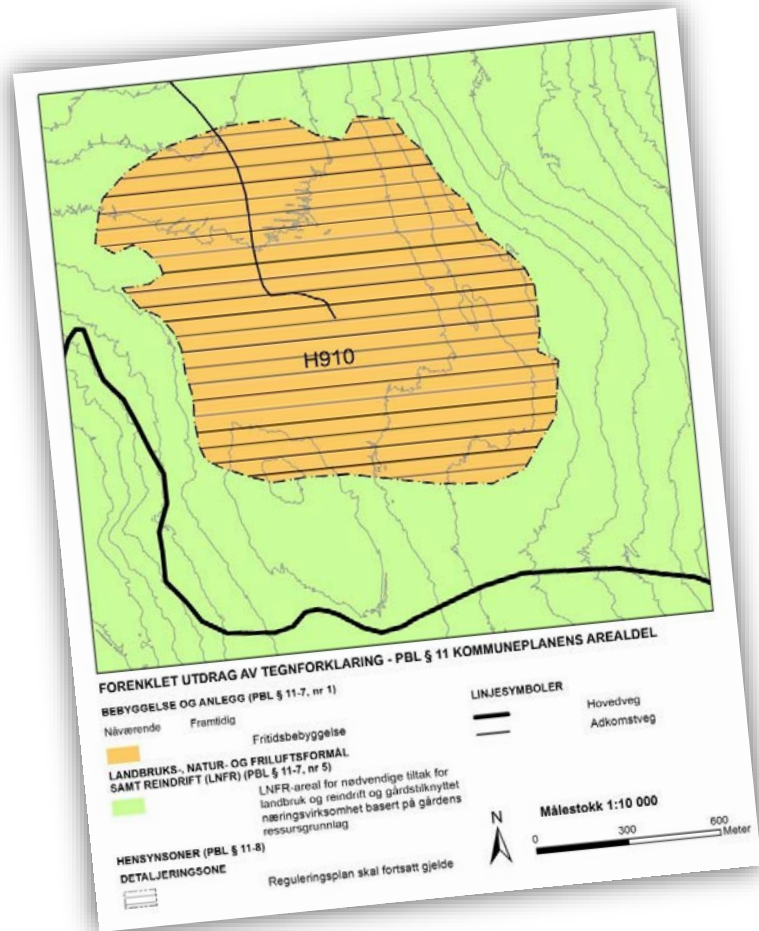 H910
FORENKLET UTDRAG AV TEGNFORKLARING - PBL § 11 KOMMUNEPLANENS AREALDEL
BEBYGGELSE OG ANLEGG (PBL § 11-7, nr 1)
Nåværende Framtidig
Fritidsbebyggelse
LANDBRUKS-, NATUR- OG FRILUFTSFORMÅL
SAMT REINDRIFT (LNFR) (PBL § 11-7, nr 5)
LNFR-areal for nødvendige tiltak for
landbruk og reindrift og gårdstilknyttet
næringsvirksomhet basert på gårdens
ressursgrunnlag
HENSYNSONER (PBL § 11-8)
DETALJERINGSONE
Reguleringsplan skal fortsatt gjelde
LINJESYMBOLER
Hovedveg
Adkomstveg
N
Målestokk 1:10 000
0 300 600
Meter